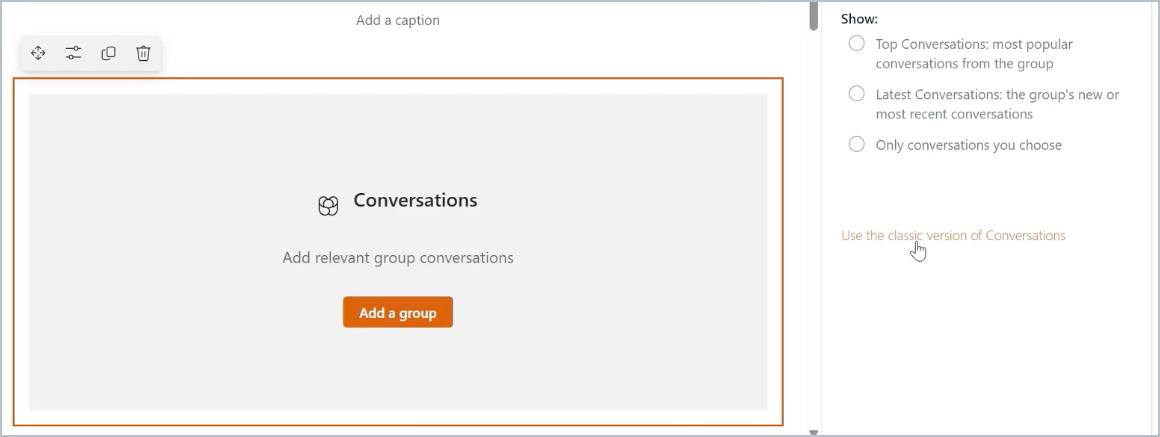 Add a caption
Conversations
Add relevant group conversations
Add a group
Show:
Top Conversations: most popular
conversations from the group
Latest Conversations: the group's new or
most recent conversations
Only conversations you choose
Use the classic version of Conversations